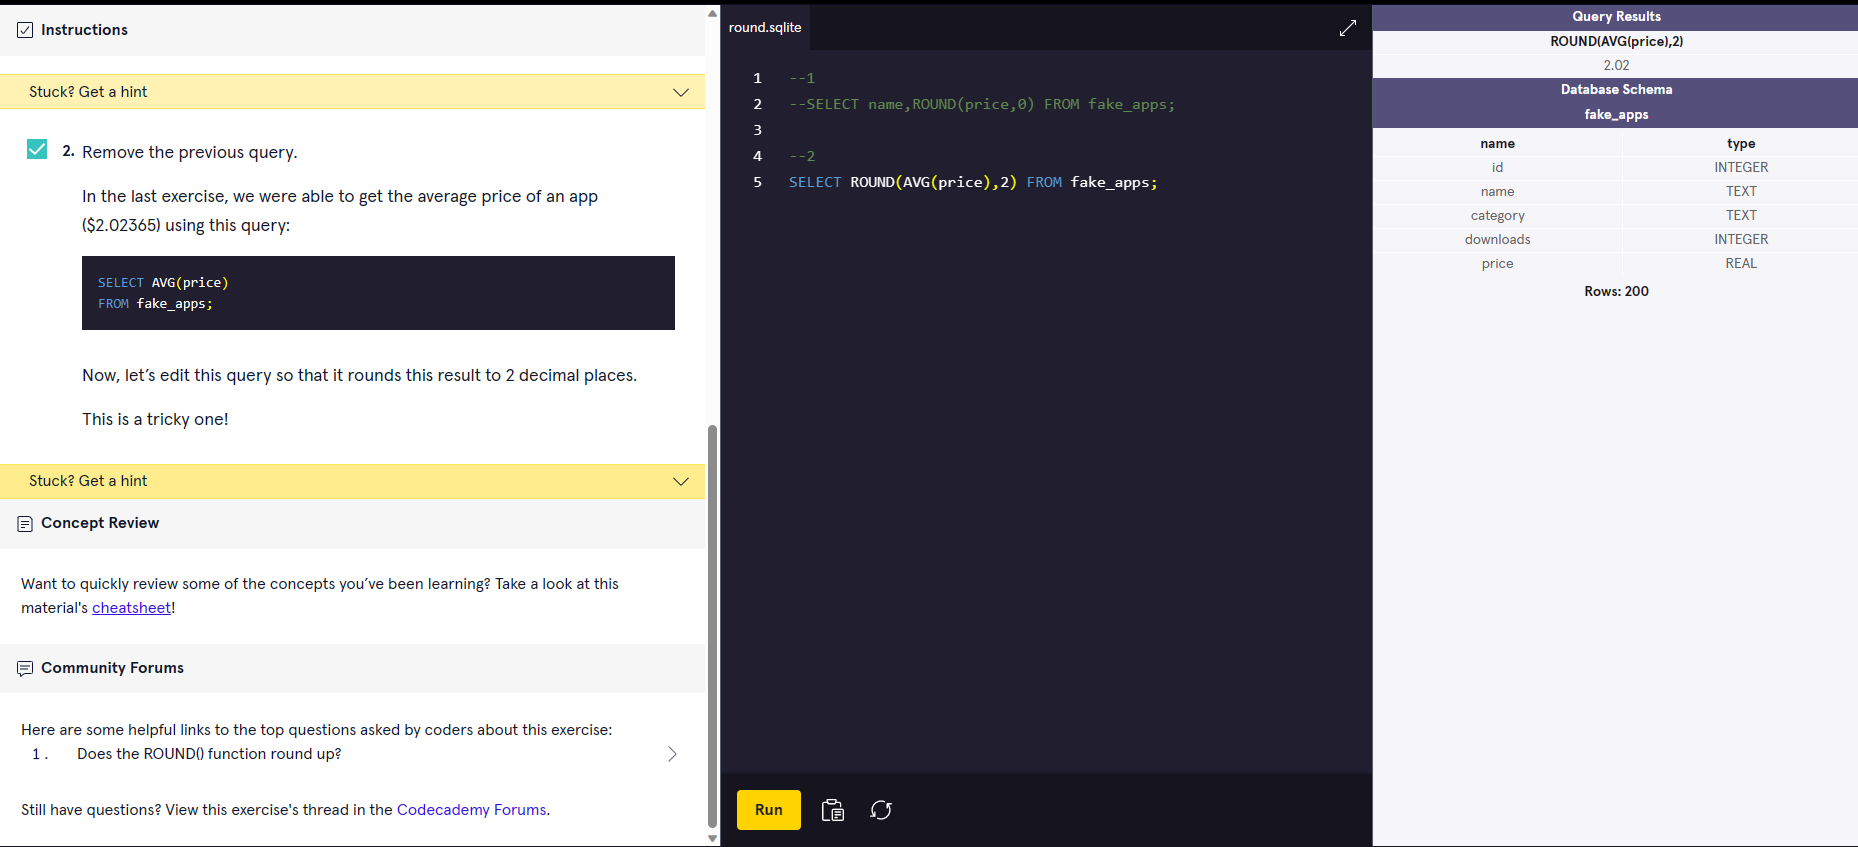 Instructions
Stuck? Get a hint
2. Remove the previous query.
In the last exercise, we were able to get the average price of an app
($2.02365) using this query:
SELECT AVG(price)
FROM fake_apps;
Now, let’s edit this query so that it rounds this result to 2 decimal places.
This is a tricky one!
Stuck? Get a hint
Concept Review
Want to quickly review some of the concepts you’ve been learning? Take a look at this
material's cheatsheet!
Community Forums
Here are some helpful links to the top questions asked by coders about this exercise:
1. Does the ROUND() function round up?
Still have questions? View this exercise's thread in the Codecademy Forums.
round.sqlite
1 --1
2 --SELECT name,ROUND(price,0) FROM fake_apps;
3
4 --2
5 SELECT ROUND(AVG(price),2) FROM fake_apps;
Run
Query Results
ROUND(AVG(price),2)
2.02
Database Schema
fake_apps
name type
id INTEGER
name TEXT
category TEXT
downloads INTEGER
price REAL
Rows: 200